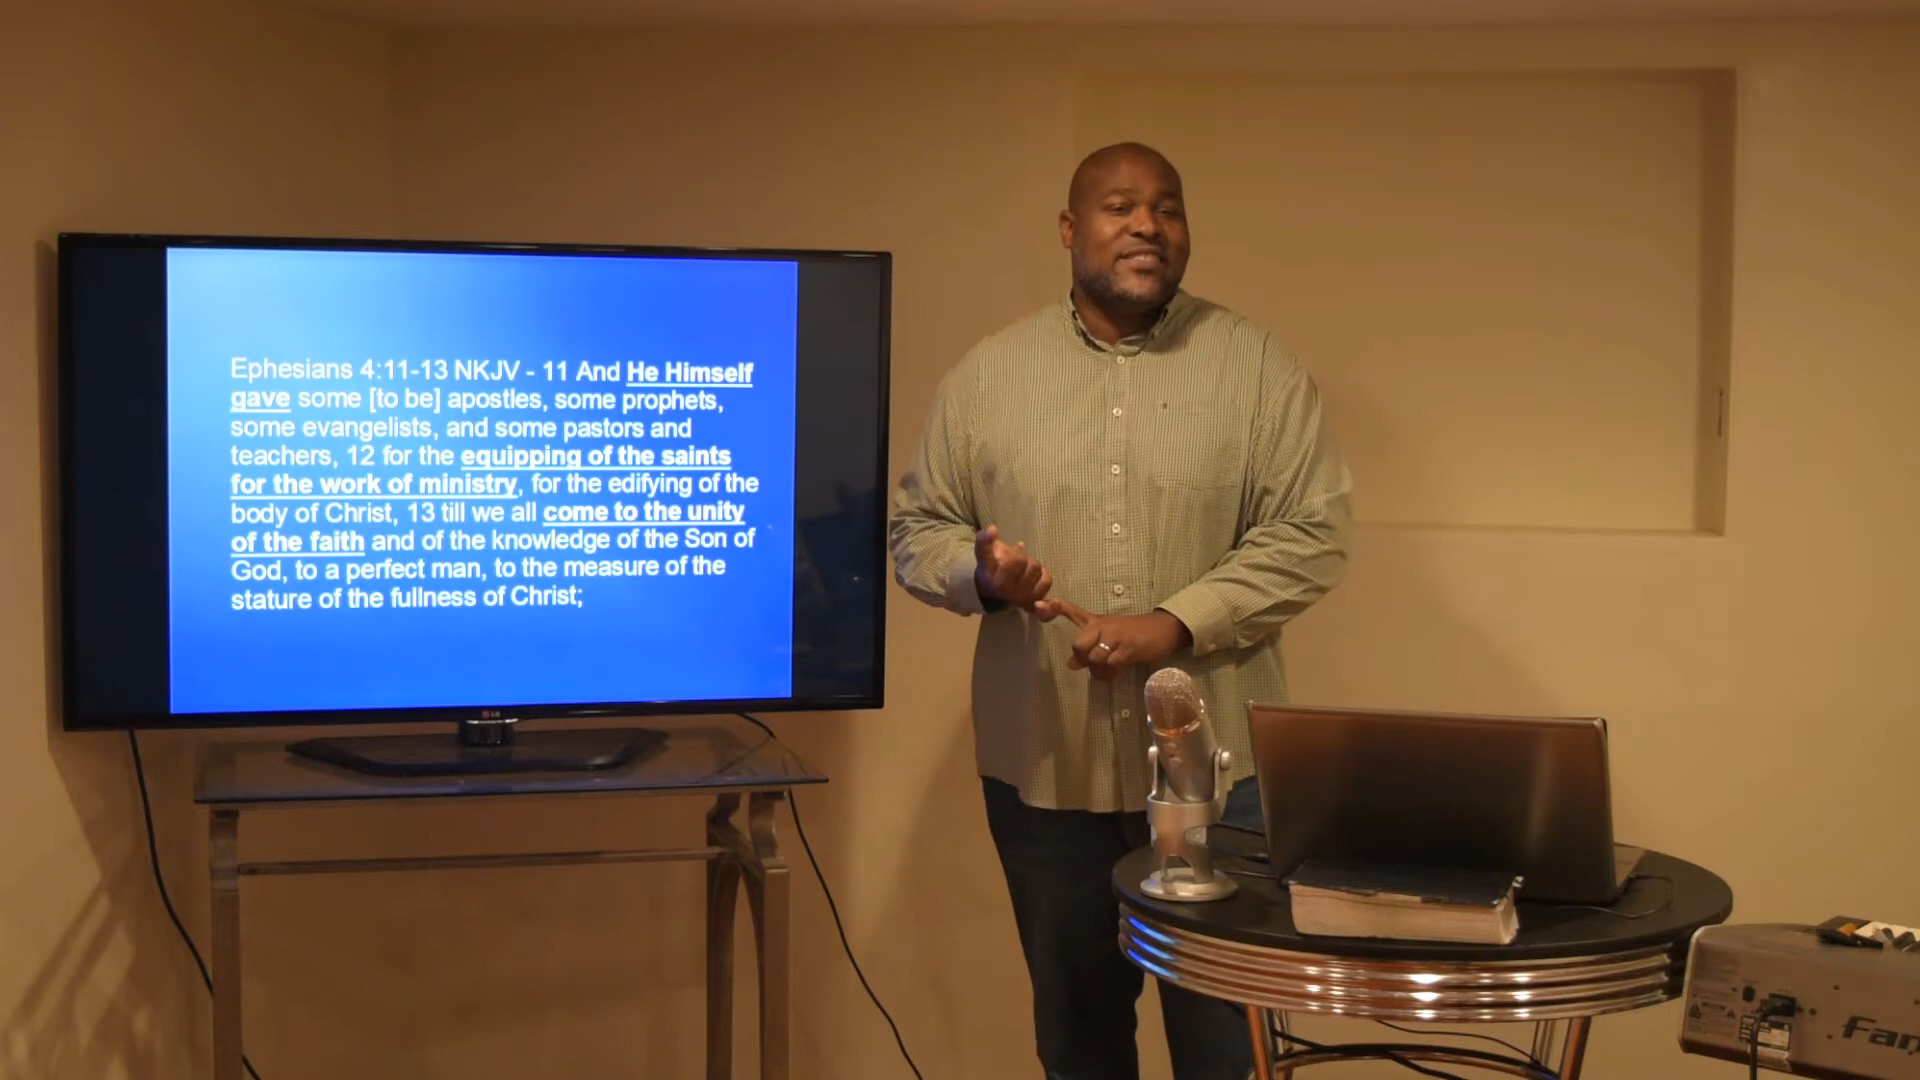 Ephesians 4:11-13 NKJV - 11 And He Himself
gave some [to be] apostles, some prophets,
some evangelists, and some pastors and
teachers, 12 for the equipping of the saints
for the work of ministry, for the edifying of the
body of Christ, 13 till we all come to the unity
of the faith and of the knowledge of the Son of
God, to a perfect man, to the measure of the
stature of the fullness of Christ;
LG
Fan